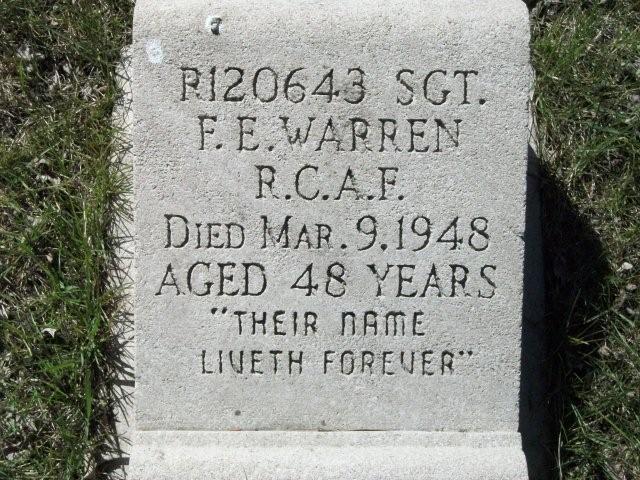 R120643 SGT.
F. E. WARREN
R.C.A.F.
DIED MAR. 9, 1948
AGED 48 YEARS
"THEIR NAME
LIVETH FOREVER"